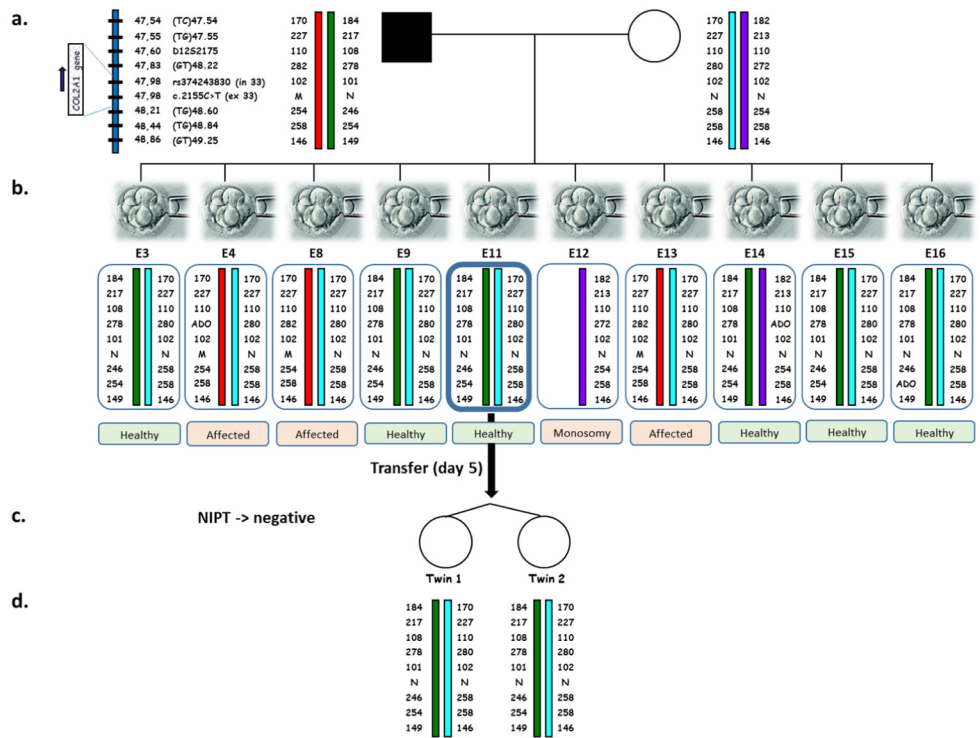 a.
COL2A1 gene
47,54 (TC)47.54 170 184 170 182
47,55 (TG)47.55 227 217 227 213
47,60 D12S2175 110 108 110 110
47,83 (GT)48.22 282 278 280 272
47,98 rs374243830 (in 33) 102 101 102 102
47,98 c.2155C>T (ex 33) M N N N
48,21 (TG)48.60 254 246 258 254
48,44 (TG)48.84 258 254 258 258
48,86 (GT)49.25 146 149 146 146
b.
E3 E4 E8 E9 E11 E12 E13 E14 E15 E16
184 170 170 170 170 170 184 170 184 170 182 170 170 184 182 184 170 184 170
217 227 227 227 227 227 217 227 217 227 213 227 227 217 213 217 227 217 227
108 110 110 110 110 110 108 110 108 110 110 110 110 108 110 108 110 108 110
278 280 ADO 280 282 280 278 280 278 280 272 282 280 278 ADO 278 280 278 280
101 102 102 102 102 102 101 102 101 102 102 102 102 101 102 101 102 101 102
N N M N M N N N N N N M N N N N N N N
246 258 254 258 254 258 246 258 246 258 254 254 258 246 254 246 258 246 258
254 258 258 258 258 258 254 258 254 258 258 258 258 254 258 254 258 ADO 258
149 146 146 146 146 146 149 146 149 146 146 146 146 149 146 149 146 149 146
Healthy Affected Affected Healthy Healthy Monosomy Affected Healthy Healthy Healthy
Transfer (day 5)
c.
NIPT -> negative
Twin 1 Twin 2
d.
184 170 184 170
217 227 217 227
108 110 108 110
278 280 278 280
101 102 101 102
N N N N
246 258 246 258
254 258 254 258
149 146 149 146